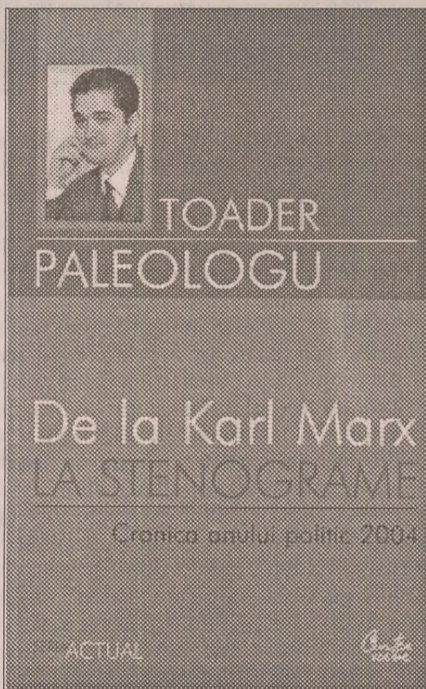 TOADER
PALEOLOGU
De la Karl Marx
LA STENOGRAME
Cronica anului politic 2004
ACTUAL